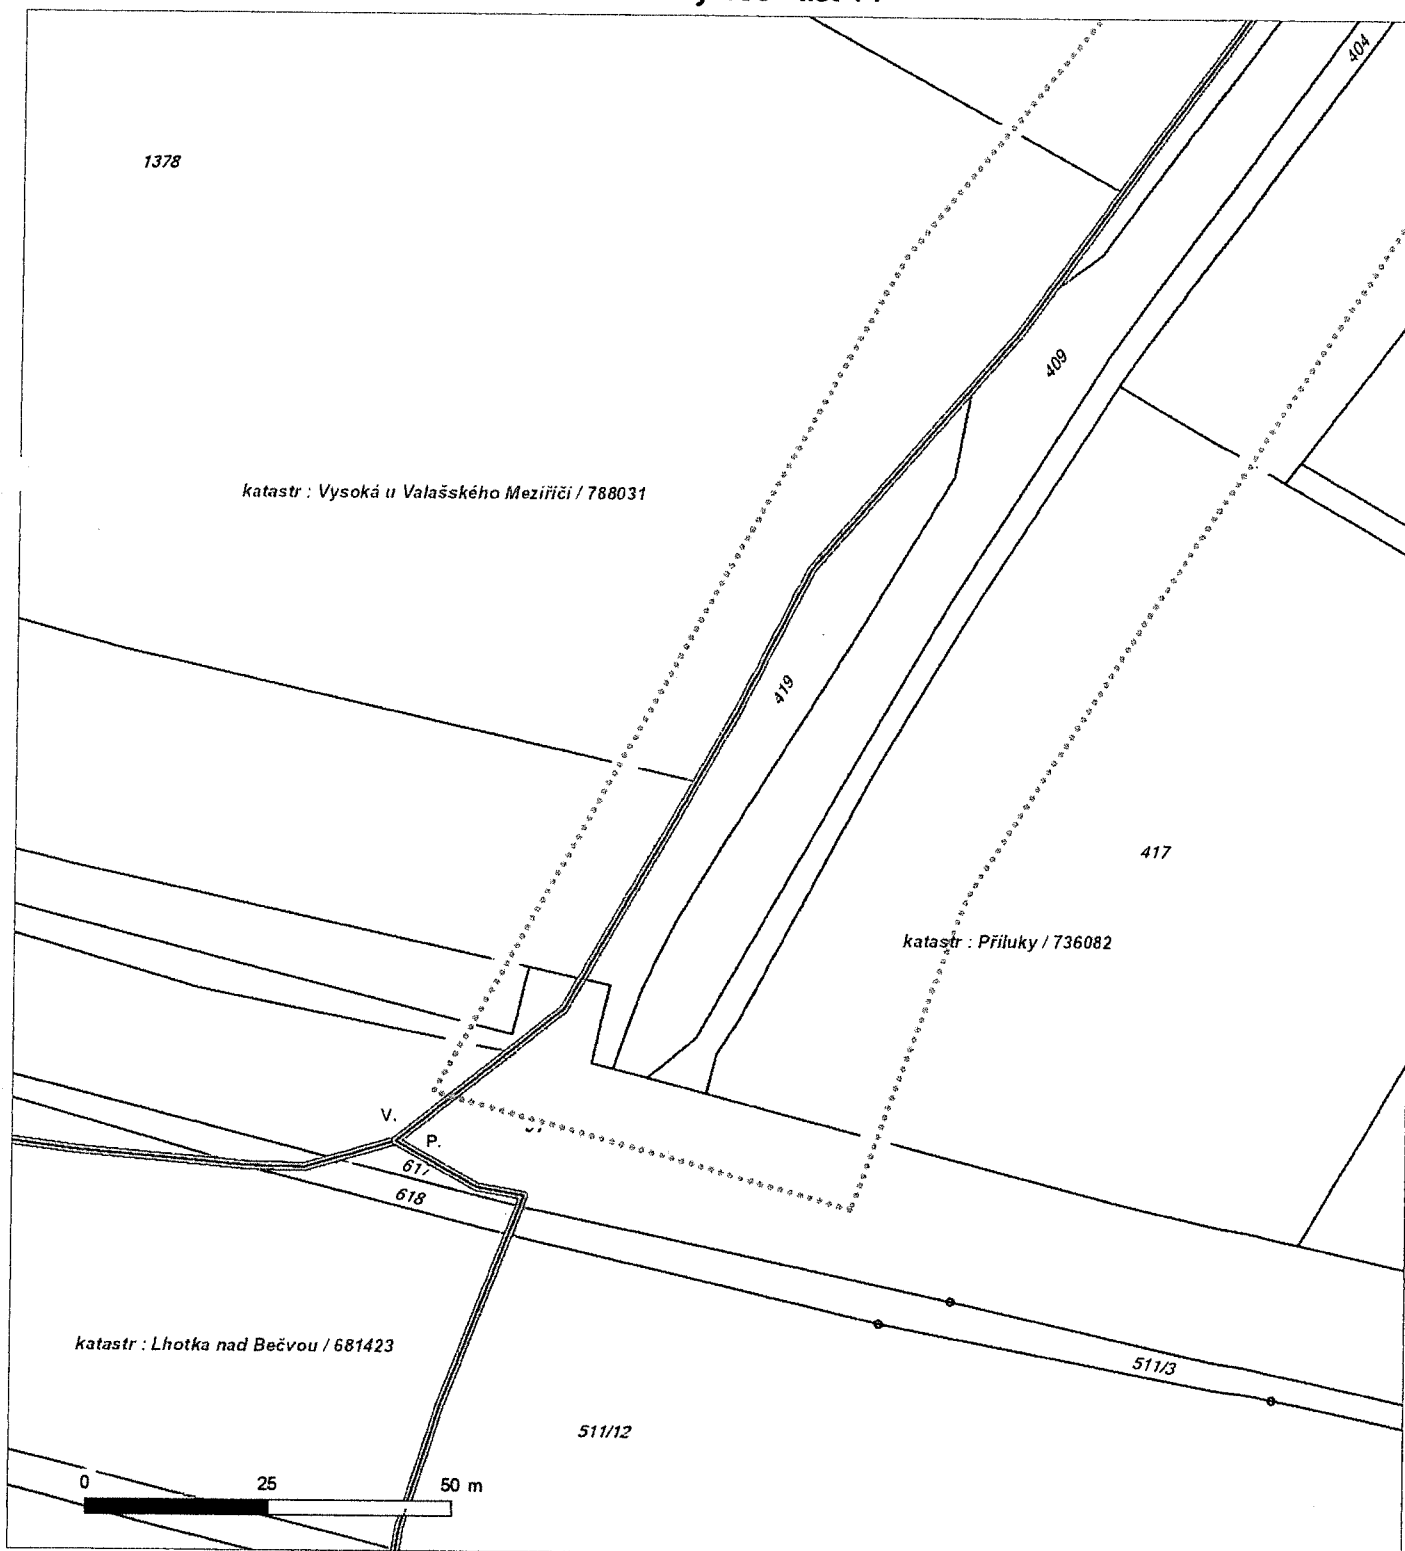 404
1378
409
katastr : Vysoká u Valašského Meziříčí / 788031
419
417
katastr : Příluky / 736082
V.
P.
617
618
katastr : Lhotka nad Bečvou / 681423
511/3
511/12
0 25 50 m